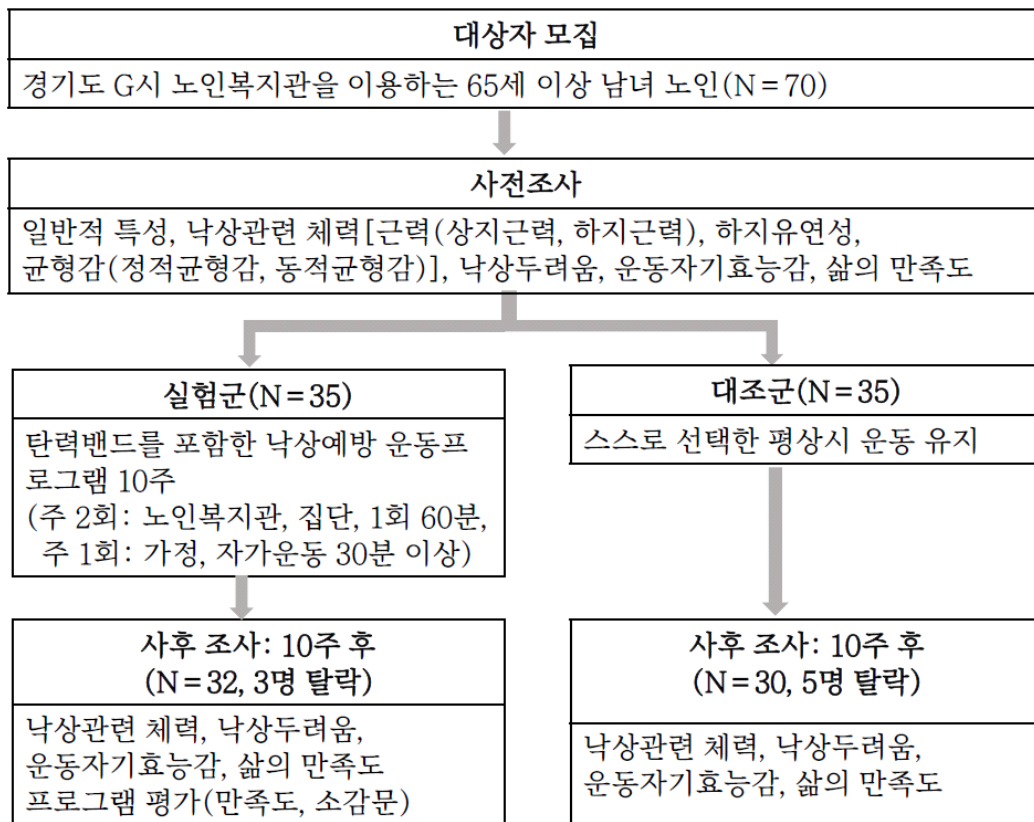 대상자 모집
경기도 G시 노인복지관을 이용하는 65세 이상 남녀 노인(N=70)
사전조사
일반적 특성, 낙상관련 체력[근력(상지근력, 하지근력), 하지유연성,
균형감(정적균형감, 동적균형감)], 낙상두려움, 운동자기효능감, 삶의 만족도
실험군(N=35)
탄력밴드를 포함한 낙상예방 운동프
로그램 10주
(주 2회: 노인복지관, 집단, 1회 60분,
주 1회: 가정, 자가운동 30분 이상)
대조군(N=35)
스스로 선택한 평상시 운동 유지
사후 조사: 10주 후
(N=32, 3명 탈락)
낙상관련 체력, 낙상두려움,
운동자기효능감, 삶의 만족도
프로그램 평가(만족도, 소감문)
사후 조사: 10주 후
(N=30, 5명 탈락)
낙상관련 체력, 낙상두려움,
운동자기효능감, 삶의 만족도